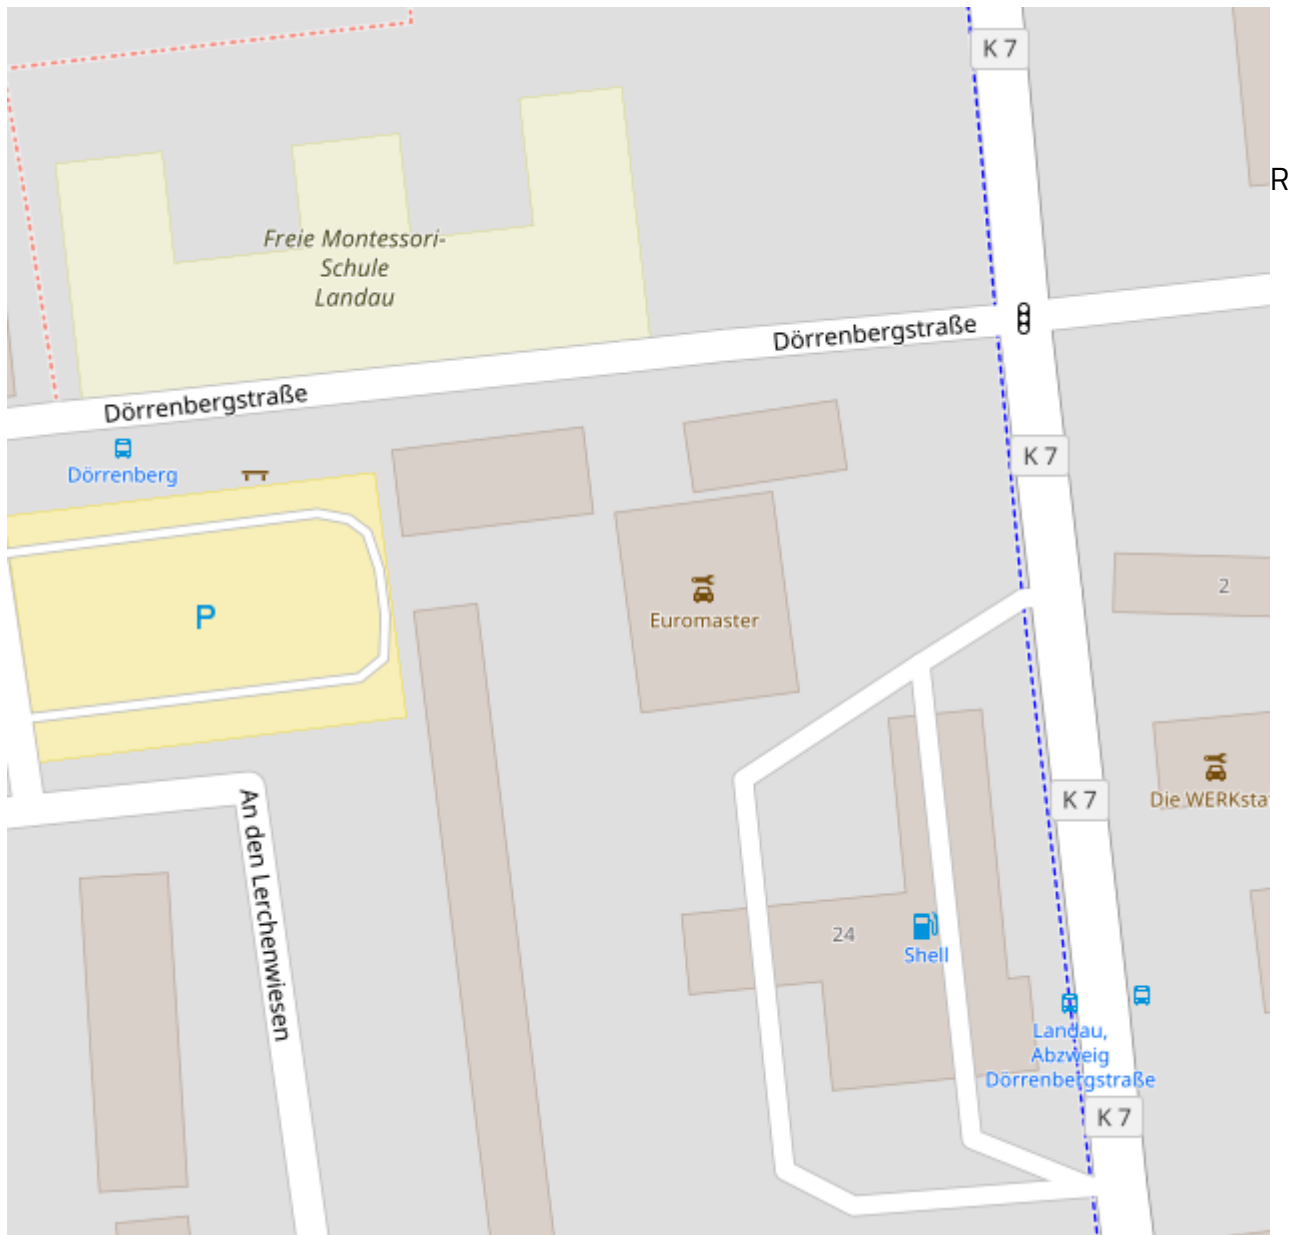 K 7
R
Freie Montessori-
Schule
Landau
Dörrenbergstraße
Dörrenbergstraße
K 7
Dörrenberg
2
P
Euromaster
K 7
Die WERKsta
An den Lerchenwiesen
24
Shell
Landau,
Abzweig
Dörrenbergstraße
K 7